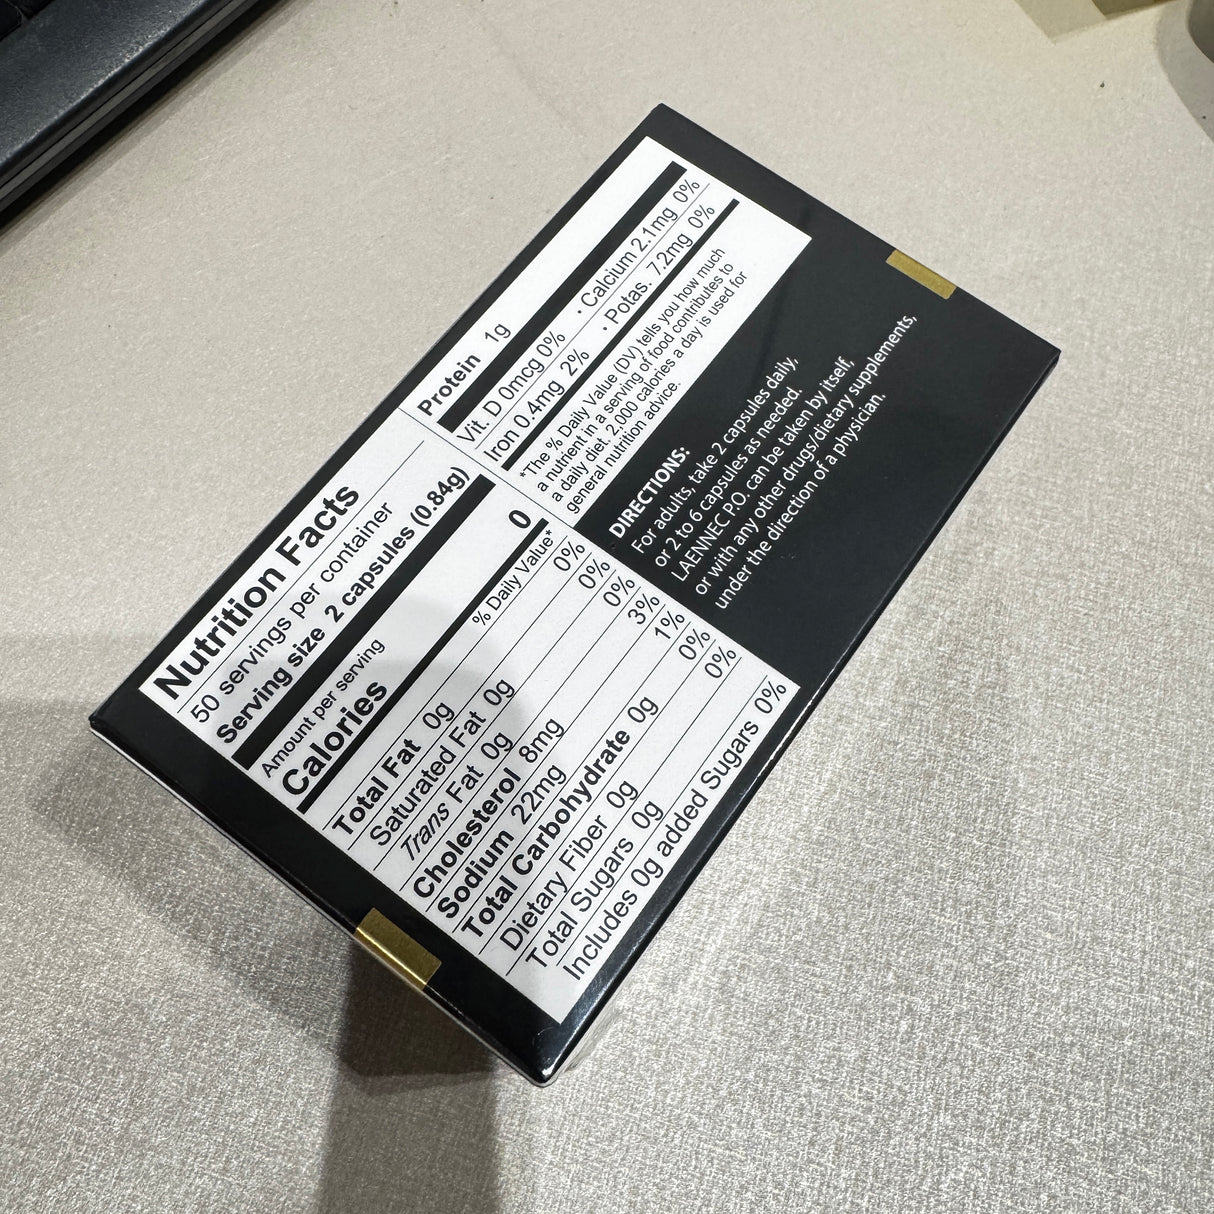 Nutrition Facts
50 servings per container
Serving size 2 capsules (0.84g)
Amount per serving
Calories 0
% Daily Value*
Total Fat 0g 0%
Saturated Fat 0g 0%
Trans Fat 0g 0%
Cholesterol 8mg 3%
Sodium 22mg 1%
Total Carbohydrate 0g 0%
Dietary Fiber 0g 0%
Total Sugars 0g
Includes 0g added Sugars 0%
Protein 1g
Vit. D 0mcg 0% · Calcium 2.1mg 0%
Iron 0.4mg 2% · Potas. 7.2mg 0%
*The % Daily Value (DV) tells you how much
a nutrient in a serving of food contributes to
a daily diet. 2,000 calories a day is used for
general nutrition advice.
DIRECTIONS:
For adults, take 2 capsules daily,
or 2 to 6 capsules as needed.
LAENNEC P.O. can be taken by itself,
or with any other drugs/dietary supplements,
under the direction of a physician.